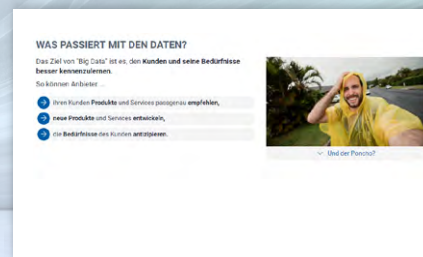 WAS PASSIERT MIT DEN DATEN?
Das Ziel von "Big Data" ist es, den Kunden und seine Bedürfnisse
besser kennenzulernen.
So können Anbieter ...
ihren Kunden Produkte und Services passgenau empfehlen,
neue Produkte und Services entwickeln,
die Bedürfnisse des Kunden antizipieren.
Und der Poncho?